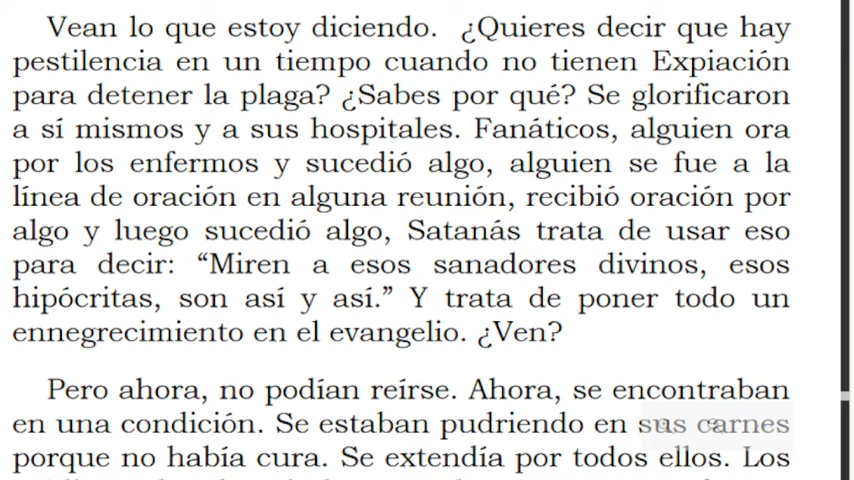 Vean lo que estoy diciendo. ¿Quieres decir que hay
pestilencia en un tiempo cuando no tienen Expiación
para detener la plaga? ¿Sabes por qué? Se glorificaron
a sí mismos y a sus hospitales. Fanáticos, alguien ora
por los enfermos y sucedió algo, alguien se fue a la
línea de oración en alguna reunión, recibió oración por
algo y luego sucedió algo, Satanás trata de usar eso
para decir: “Miren a esos sanadores divinos, esos
hipócritas, son así y así.” Y trata de poner todo un
ennegrecimiento en el evangelio. ¿Ven?
Pero ahora, no podían reírse. Ahora, se encontraban
en una condición. Se estaban pudriendo en sus carnes
porque no había cura. Se extendía por todos ellos. Los